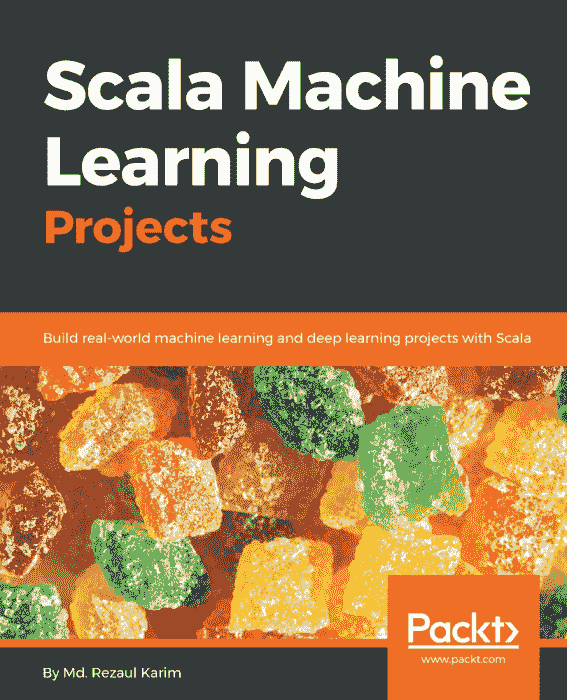 Scala Machine
Learning
Projects
Build real-world machine learning and deep learning projects with Scala
Packt>
www.packt.com
By Md. Rezaul Karim